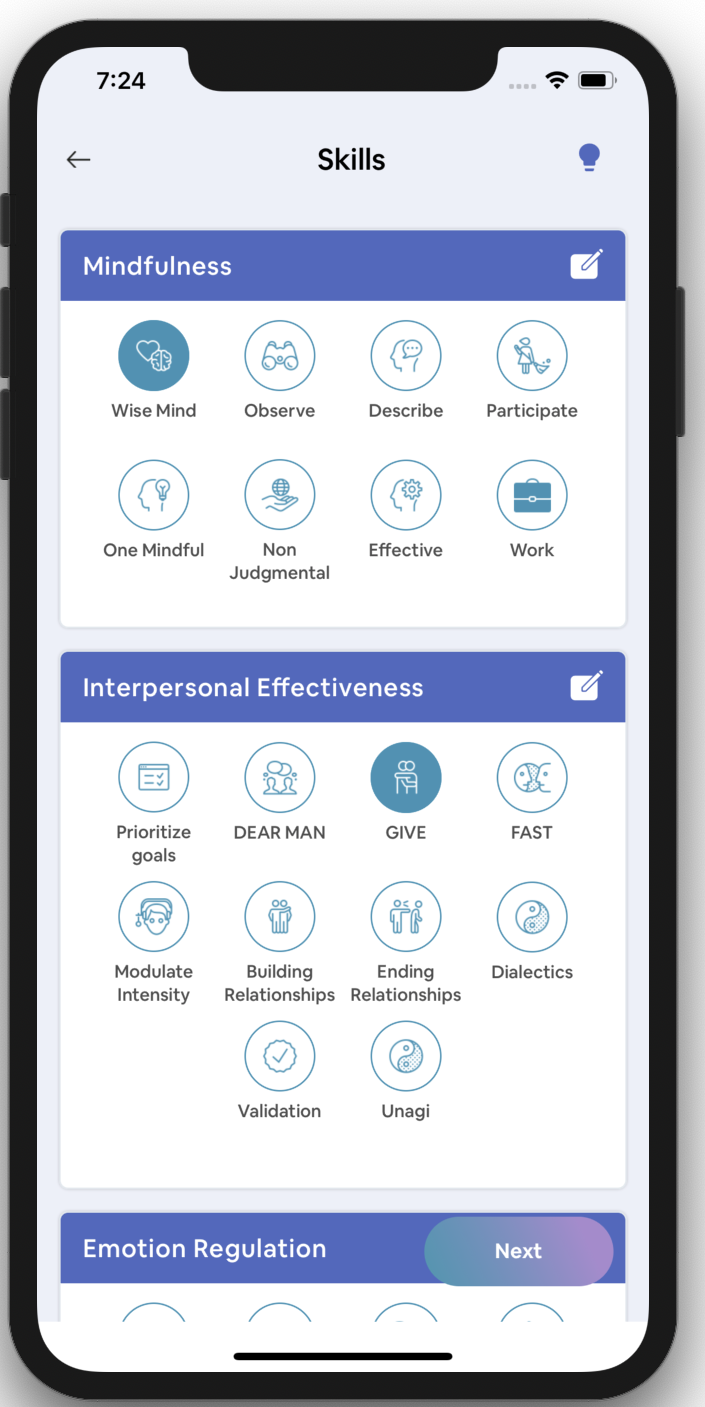 7:24
Skills
Mindfulness
Wise Mind Observe Describe Participate
One Mindful Non Judgmental Effective Work
Interpersonal Effectiveness
Prioritize goals DEAR MAN GIVE FAST
Modulate Intensity Building Relationships Ending Relationships Dialectics
Validation Unagi
Emotion Regulation
Next